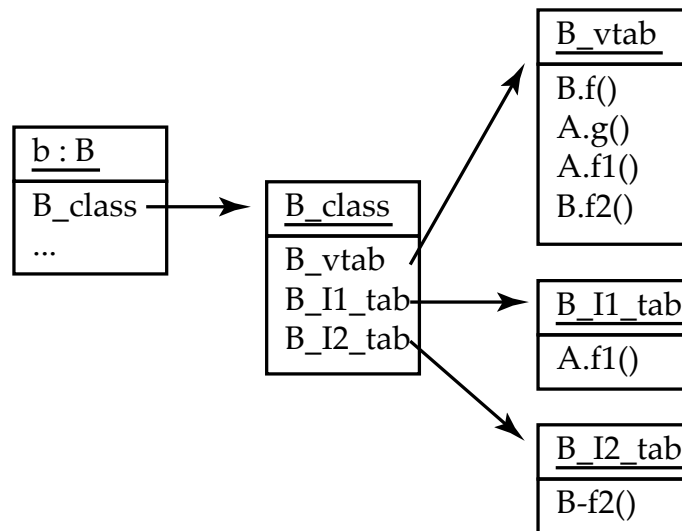 b : B
B_class
...
B_class
B_vtab
B_I1_tab
B_I2_tab
B_vtab
B.f()
A.g()
A.f1()
B.f2()
B_I1_tab
A.f1()
B_I2_tab
B-f2()